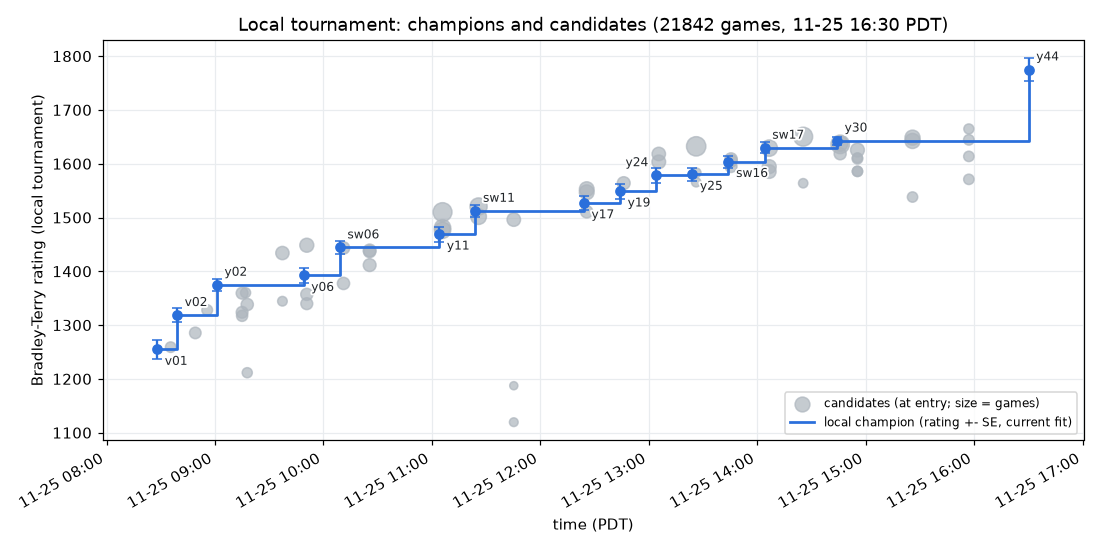 Local tournament: champions and candidates (21842 games, 11-25 16:30 PDT)
Bradley-Terry rating (local tournament)
1800
1700
1600
1500
1400
1300
1200
1100
v01
v02
y02
y06
sw06
y11
sw11
y17
y19
y24
y25
sw16
sw17
y30
y44
candidates (at entry; size = games)
local champion (rating +- SE, current fit)
11-25 08:00
11-25 09:00
11-25 10:00
11-25 11:00
11-25 12:00
11-25 13:00
11-25 14:00
11-25 15:00
11-25 16:00
11-25 17:00
time (PDT)